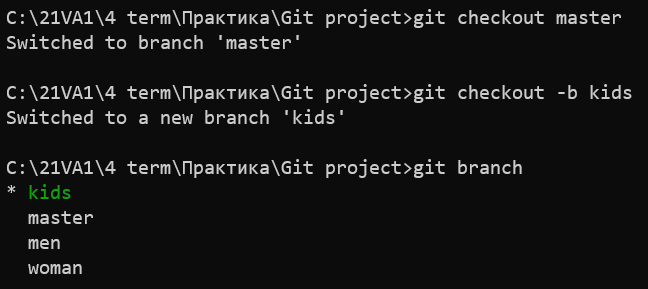 C:\21VA1\4 term\Практика\Git project>git checkout master
Switched to branch 'master'
C:\21VA1\4 term\Практика\Git project>git checkout -b kids
Switched to a new branch 'kids'
C:\21VA1\4 term\Практика\Git project>git branch
* kids
  master
  men
  woman